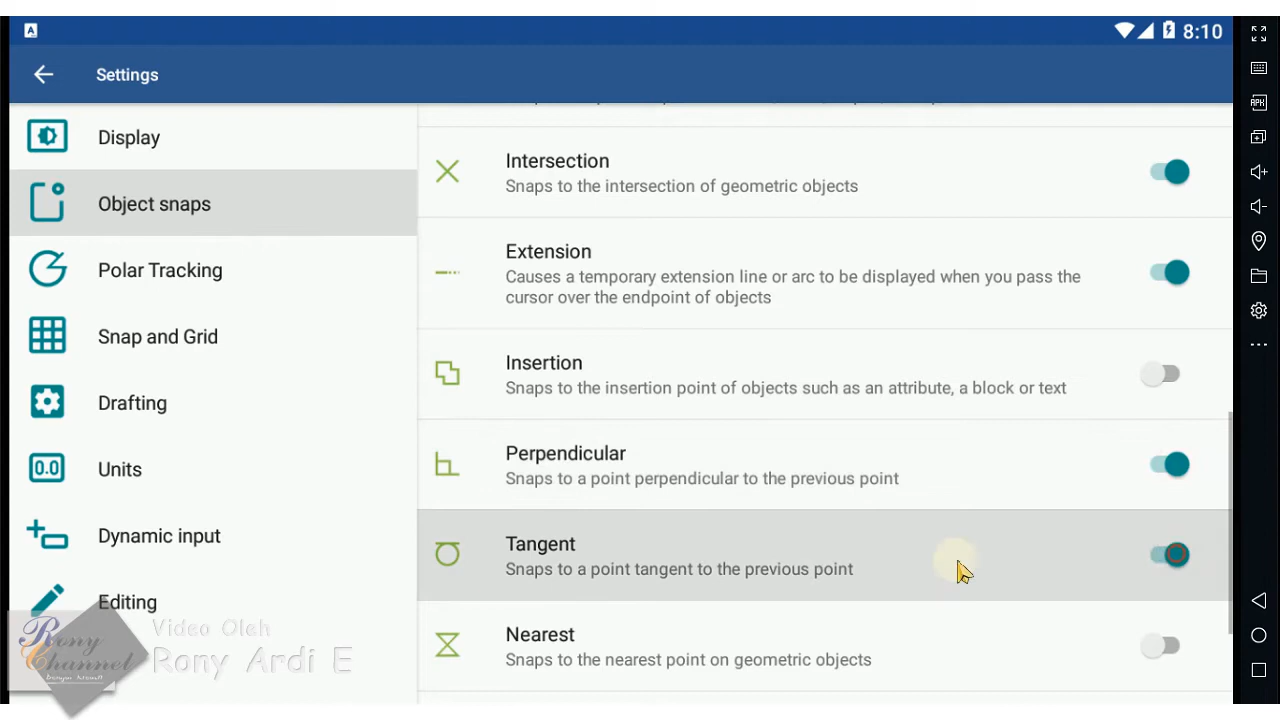 8:10
Settings
Display
Object snaps
Polar Tracking
Snap and Grid
Drafting
Units
Dynamic input
Editing
Intersection
Snaps to the intersection of geometric objects
Extension
Causes a temporary extension line or arc to be displayed when you pass the
cursor over the endpoint of objects
Insertion
Snaps to the insertion point of objects such as an attribute, a block or text
Perpendicular
Snaps to a point perpendicular to the previous point
Tangent
Snaps to a point tangent to the previous point
Nearest
Snaps to the nearest point on geometric objects
0.0
A
APK
Rony
Channel
Video Oleh
Rony Ardi E